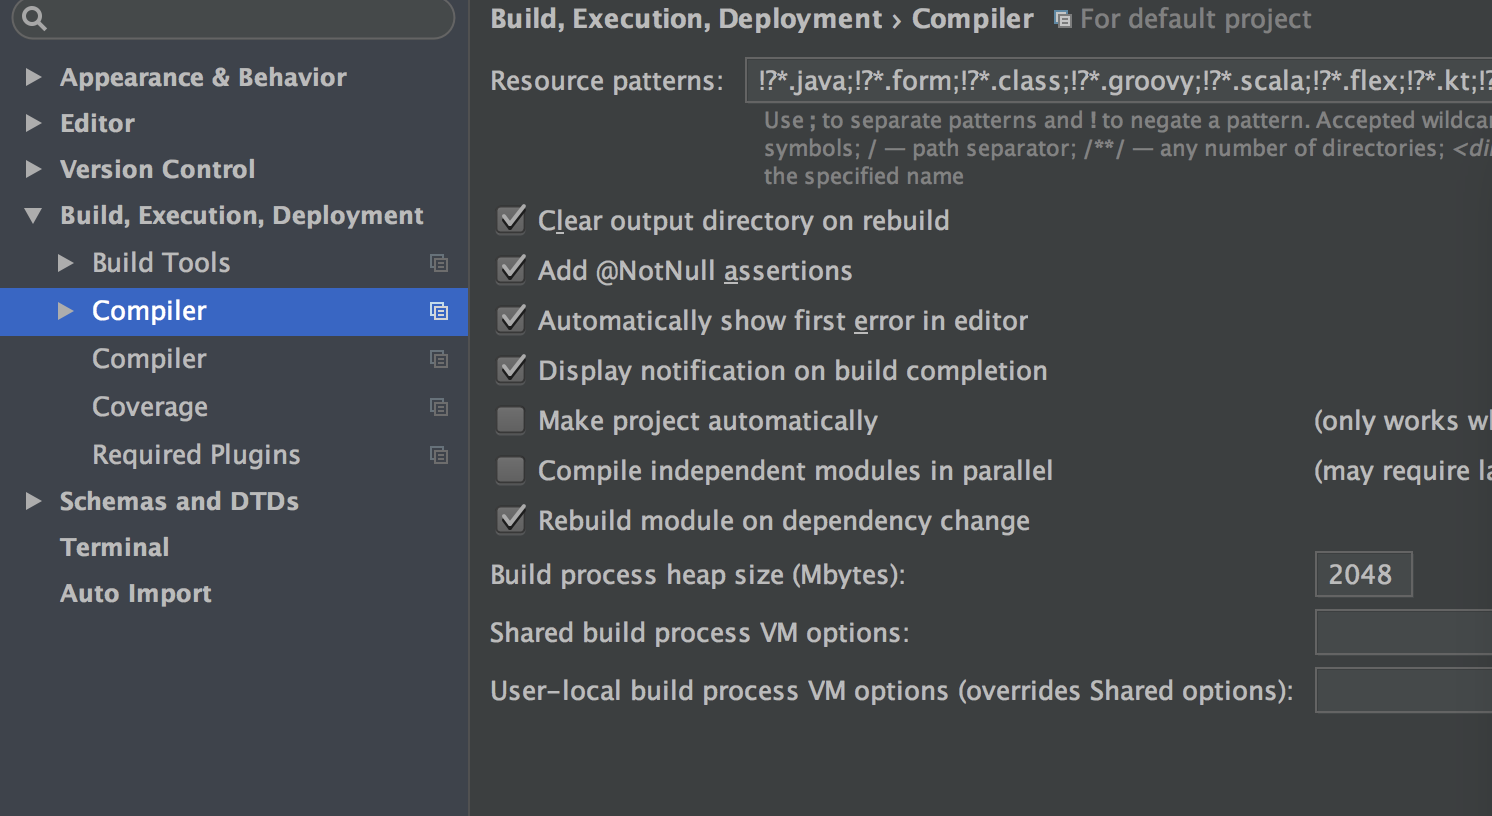 Build, Execution, Deployment › Compiler For default project
Appearance & Behavior
Editor
Version Control
Build, Execution, Deployment
Build Tools
Compiler
Compiler
Coverage
Required Plugins
Schemas and DTDs
Terminal
Auto Import
Resource patterns: !?*.java;!?*.form;!?*.class;!?*.groovy;!?*.scala;!?*.flex;!?*.kt;!?
Use ; to separate patterns and ! to negate a pattern. Accepted
symbols; / — path separator; /**/ — any number of directories;
the specified name
Clear output directory on rebuild
Add @NotNull assertions
Automatically show first error in editor
Display notification on build completion
Make project automatically (only works
Compile independent modules in parallel (may require
Rebuild module on dependency change
Build process heap size (Mbytes): 2048
Shared build process VM options:
User-local build process VM options (overrides Shared options):